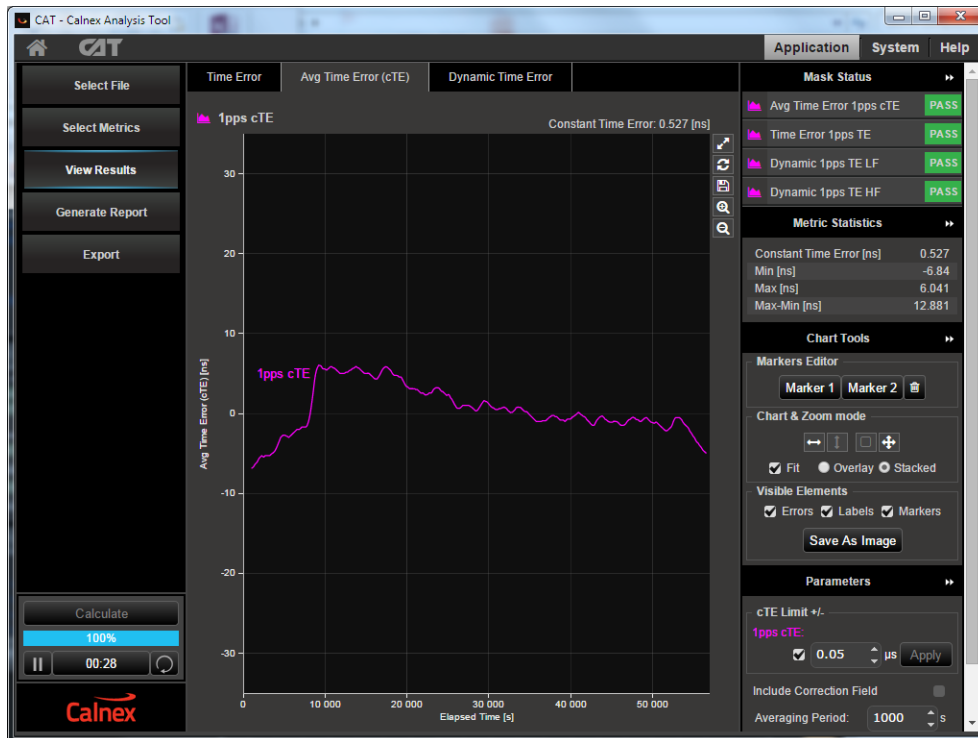 CAT - Calnex Analysis Tool
CAT
Application System Help
Select File
Select Metrics
View Results
Generate Report
Export
Calculate
100%
00:28
Calnex
Time Error Avg Time Error (cTE) Dynamic Time Error
1pps cTE
Constant Time Error: 0.527 [ns]
Avg Time Error (cTE) [ns]
30
20
10
0
-10
-20
-30
1pps cTE
0 10 000 20 000 30 000 40 000 50 000
Elapsed Time [s]
Mask Status
Avg Time Error 1pps cTE PASS
Time Error 1pps TE PASS
Dynamic 1pps TE LF PASS
Dynamic 1pps TE HF PASS
Metric Statistics
Constant Time Error [ns] 0.527
Min [ns] -6.84
Max [ns] 6.041
Max-Min [ns] 12.881
Chart Tools
Markers Editor
Marker 1 Marker 2
Chart & Zoom mode
Fit Overlay Stacked
Visible Elements
Errors Labels Markers
Save As Image
Parameters
cTE Limit +/-
1pps cTE:
0.05 µs Apply
Include Correction Field
Averaging Period: 1000 s